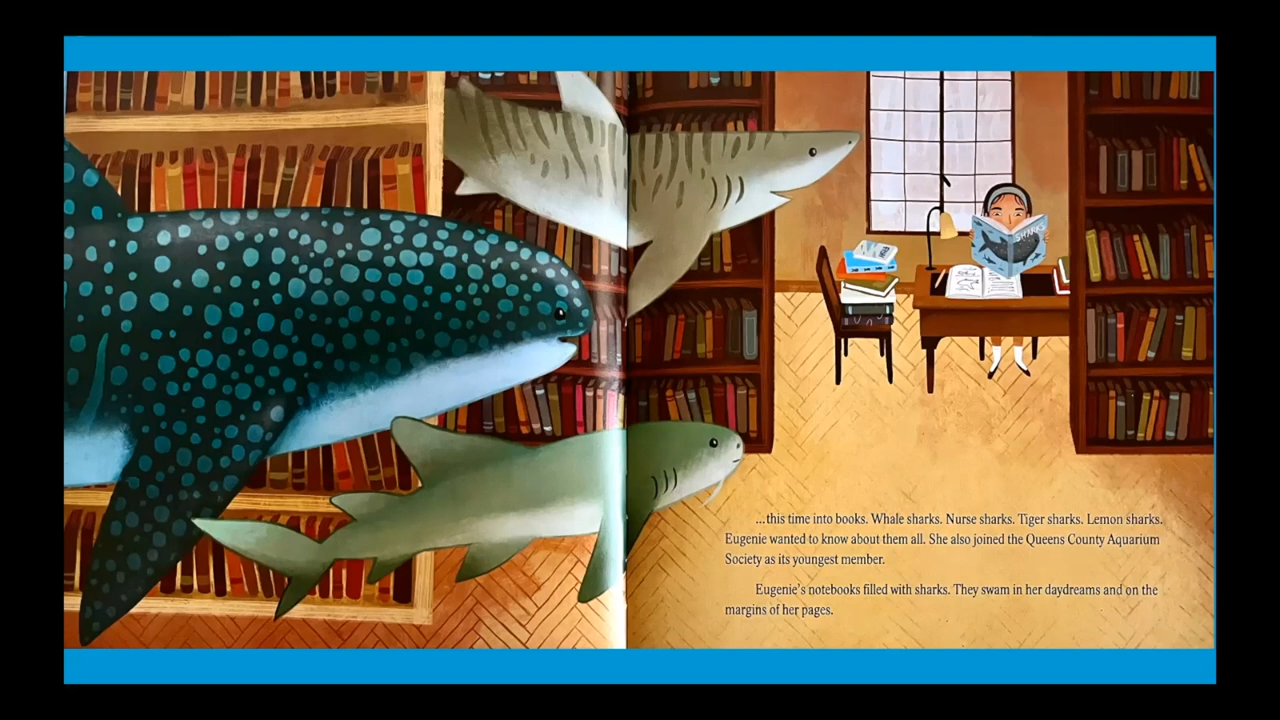 SHARKS
...this time into books. Whale sharks. Nurse sharks. Tiger sharks. Lemon sharks.
Eugenie wanted to know about them all. She also joined the Queens County Aquarium
Society as its youngest member.
Eugenie's notebooks filled with sharks. They swam in her daydreams and on the
margins of her pages.